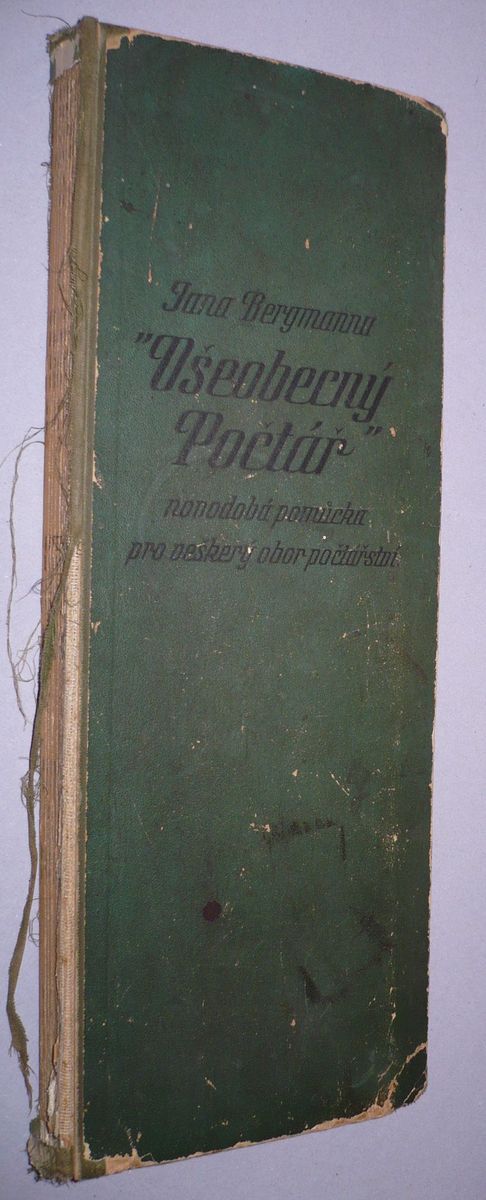 Jana Bergmanna
"Všeobecný
Počtář"
novodobá pomůcka
pro veškerý obor počtářství